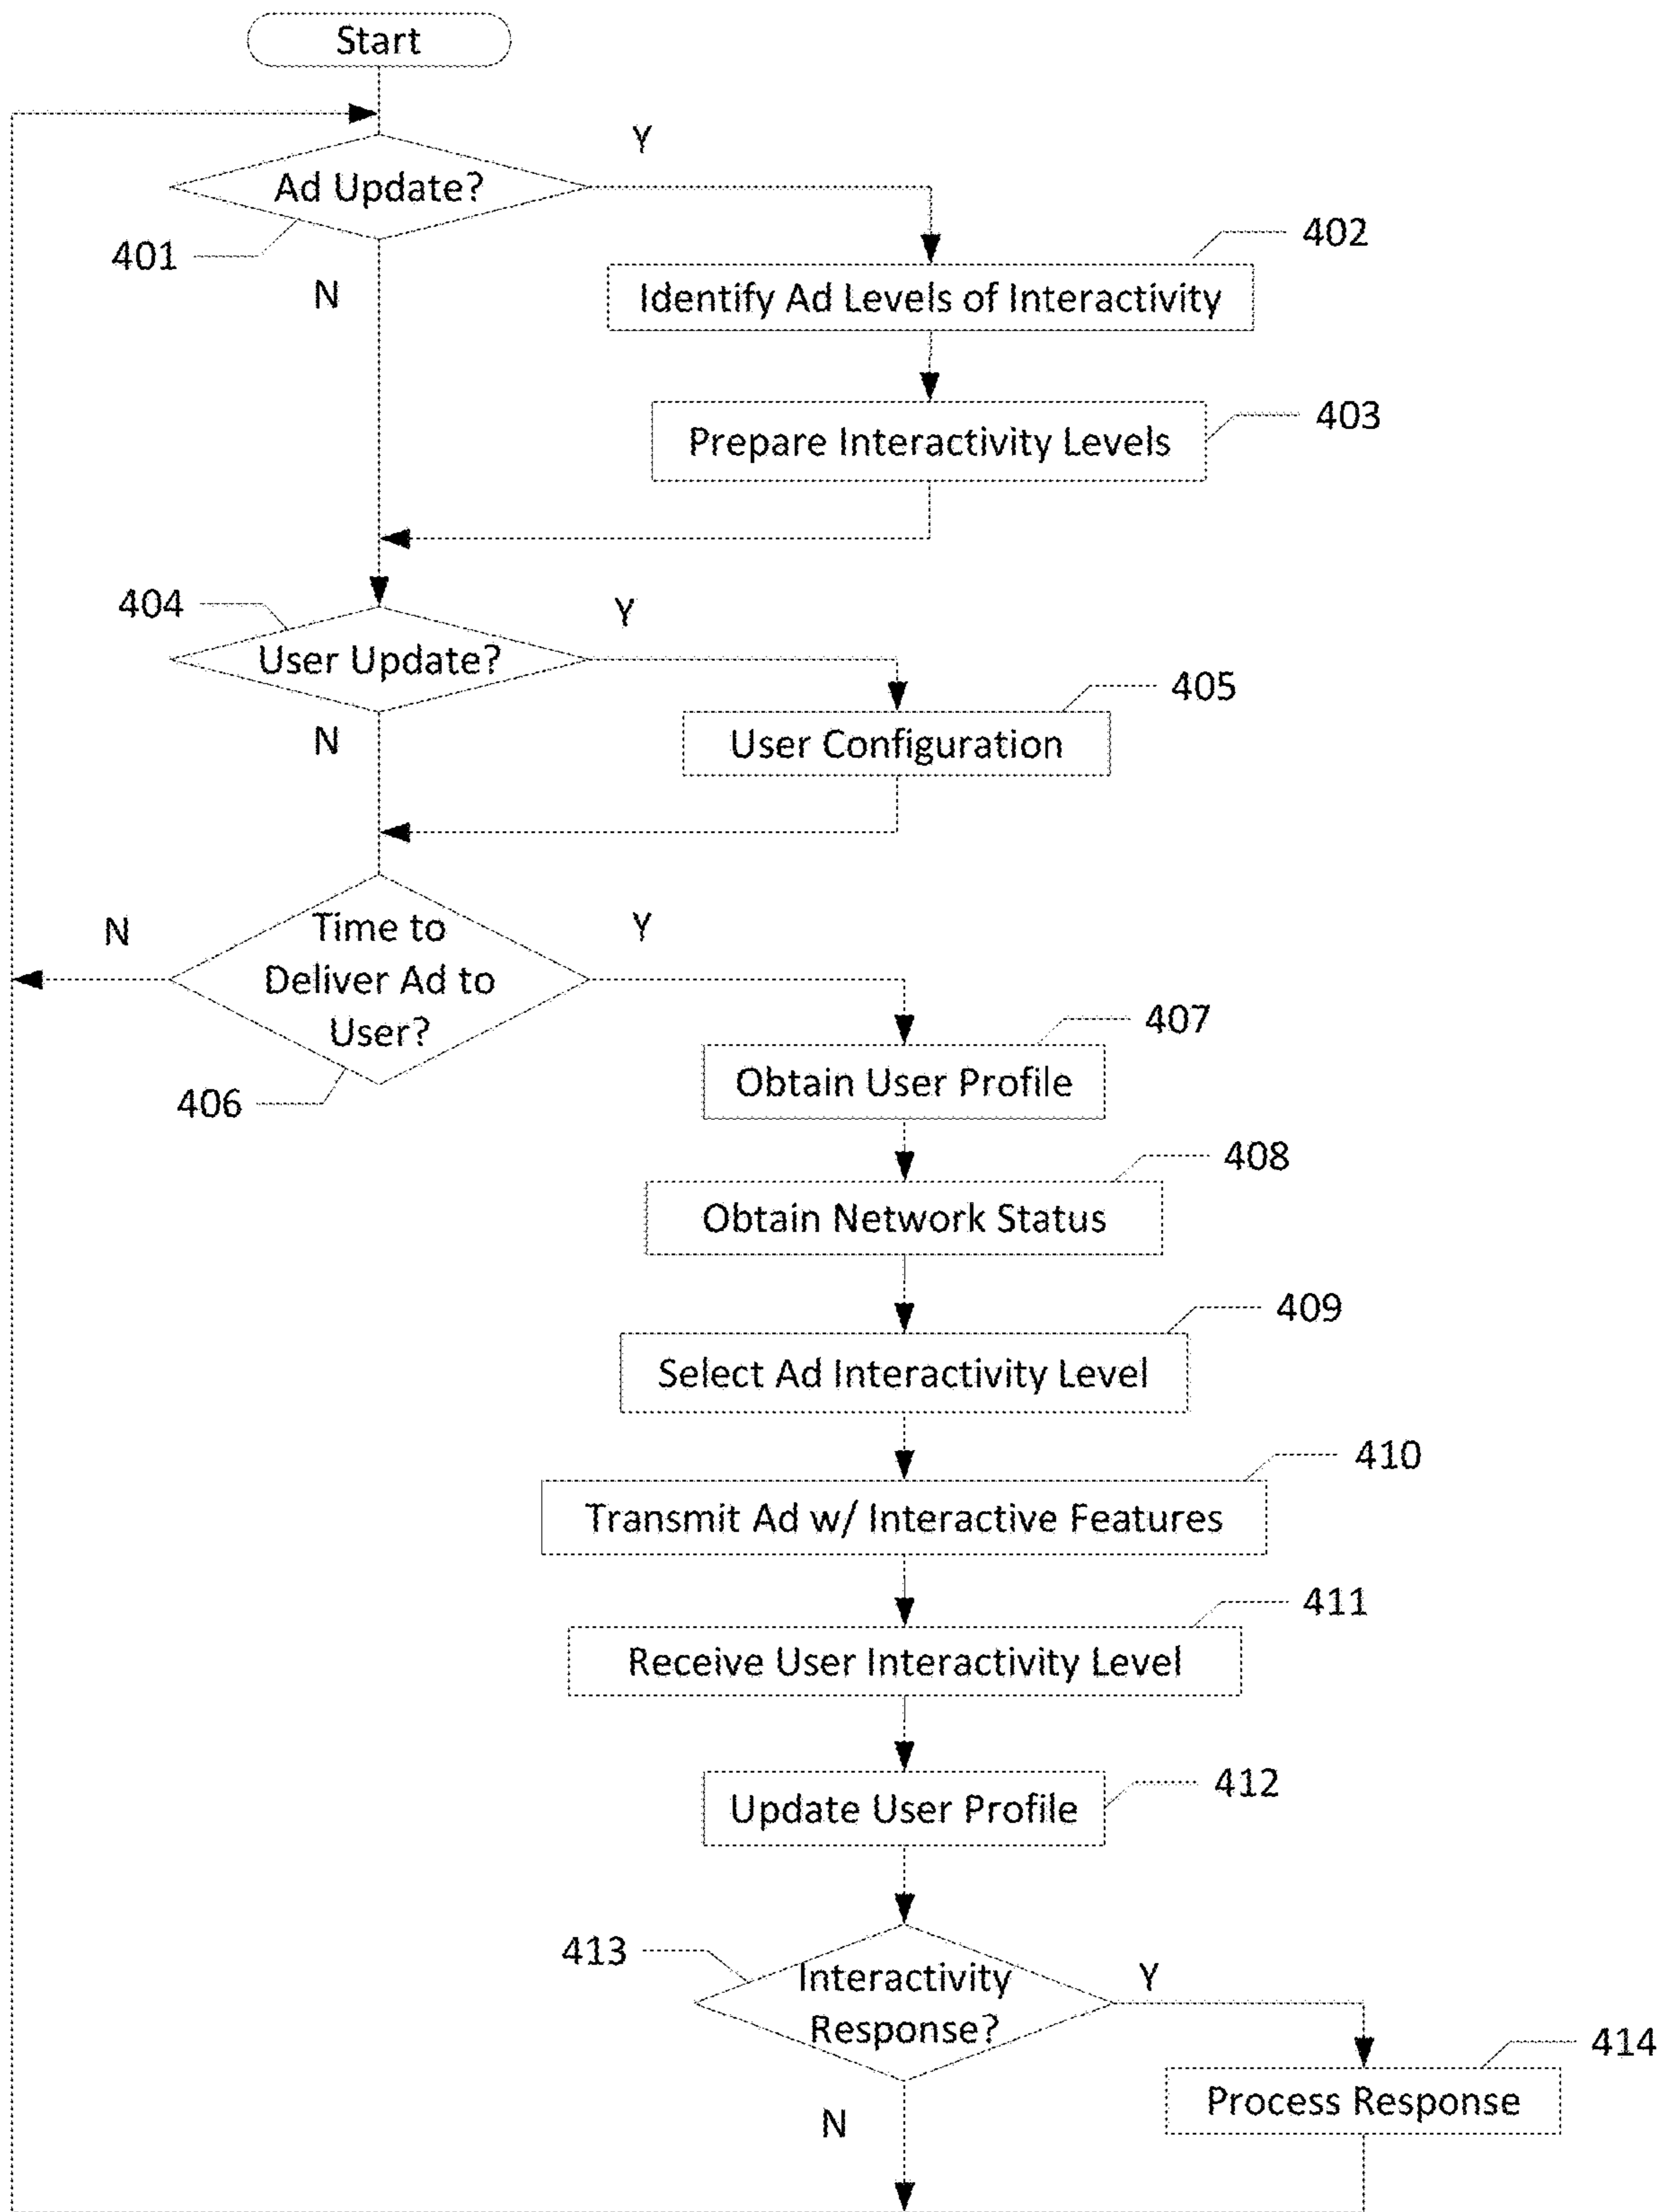 Start
Y
Ad Update?
401
N
402
Identify Ad Levels of Interactivity
403
Prepare Interactivity Levels
404
Y
User Update?
405
N
User Configuration
N
Time to
Deliver Ad to
User?
Y
406
407
Obtain User Profile
408
Obtain Network Status
409
Select Ad Interactivity Level
410
Transmit Ad w/ Interactive Features
411
Receive User Interactivity Level
412
Update User Profile
413
Interactivity
Response?
Y
414
Process Response
N